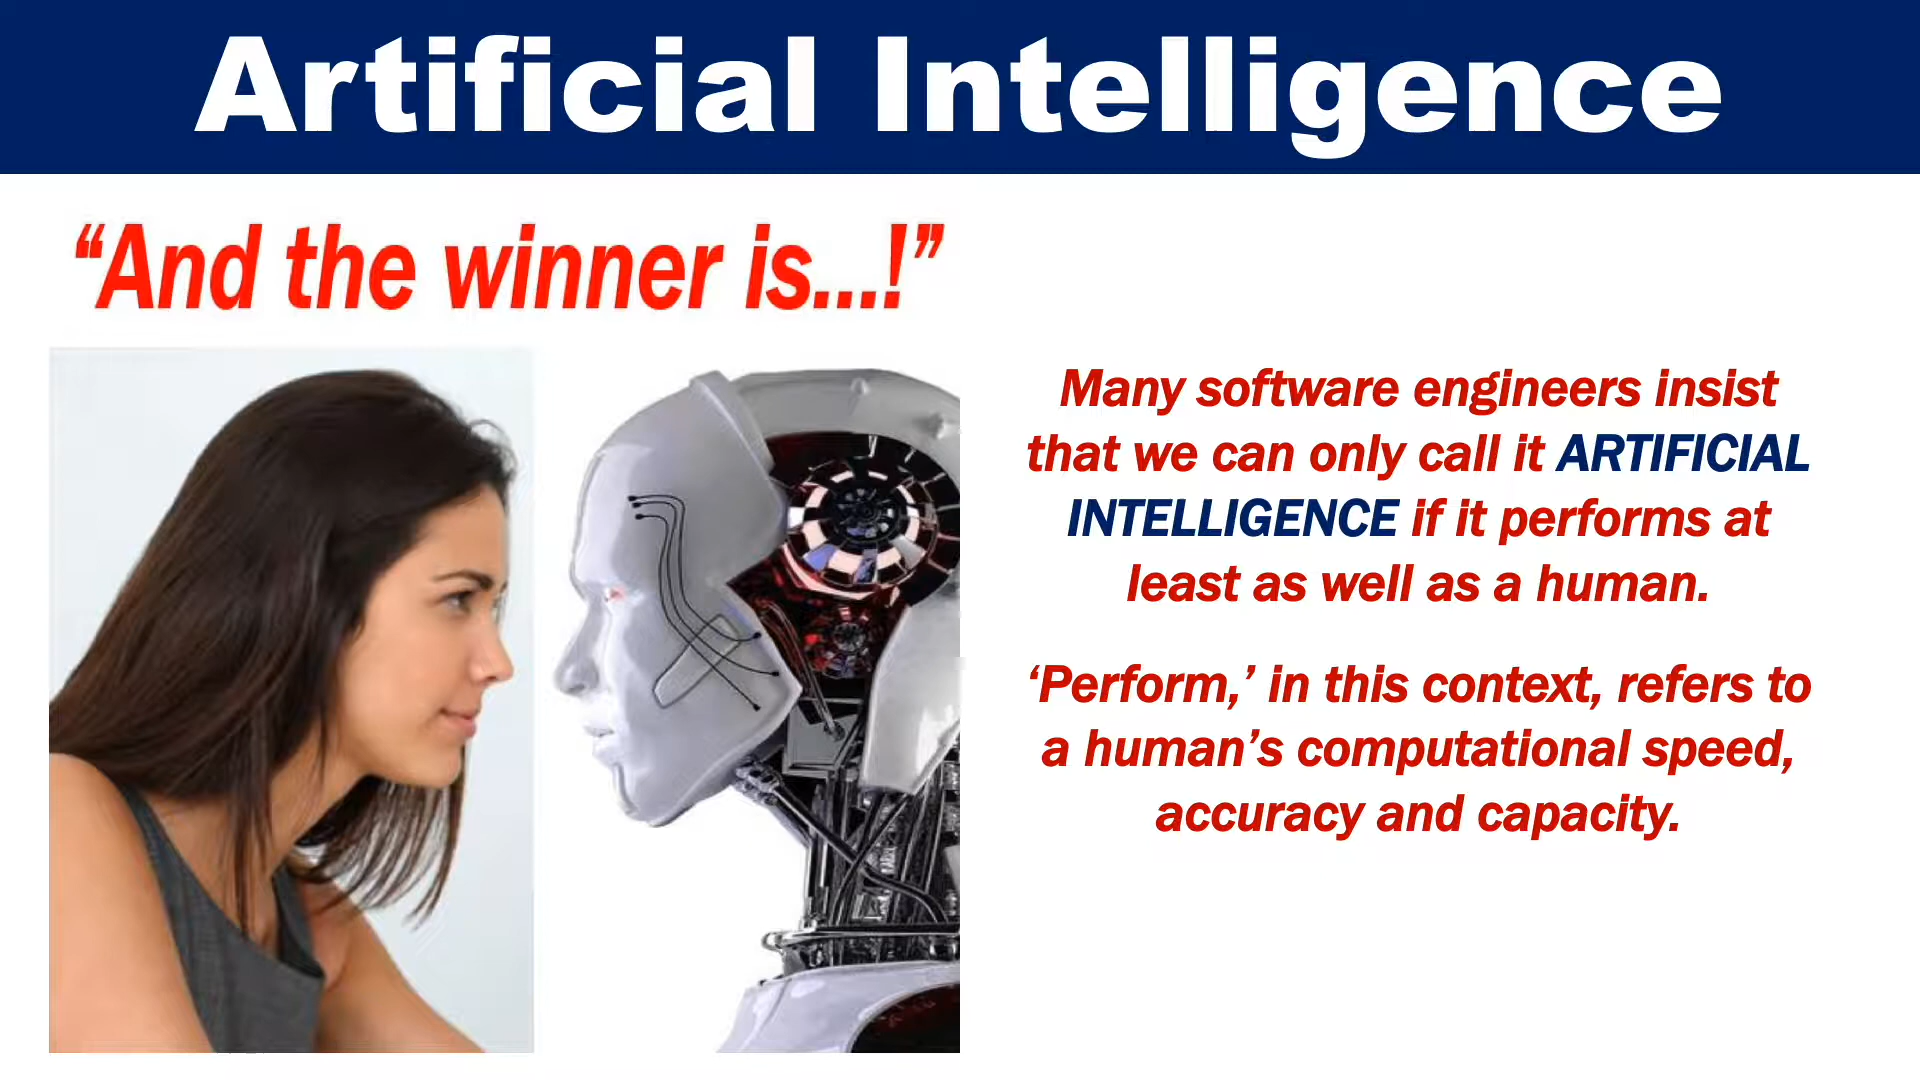 Artificial Intelligence
“And the winner is...!”
Many software engineers insist
that we can only call it ARTIFICIAL
INTELLIGENCE if it performs at
least as well as a human.
‘Perform,’ in this context, refers to
a human’s computational speed,
accuracy and capacity.